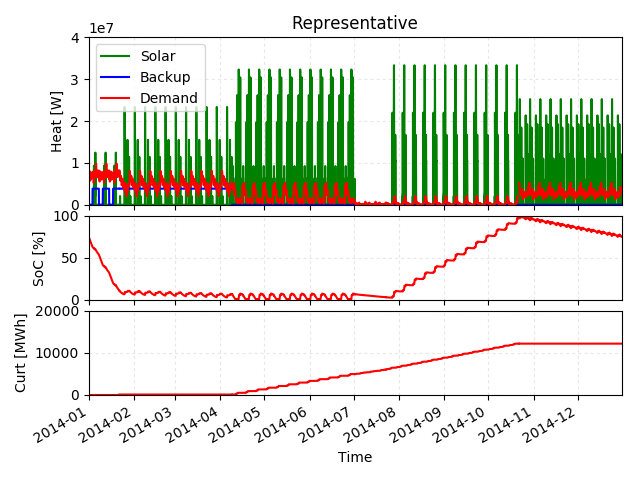 Representative
1e7
4
3
2
1
0
Heat [W]
Solar
Backup
Demand
100
50
0
SoC [%]
20000
10000
0
Curt [MWh]
2014-01
2014-02
2014-03
2014-04
2014-05
2014-06
2014-07
2014-08
2014-09
2014-10
2014-11
2014-12
Time